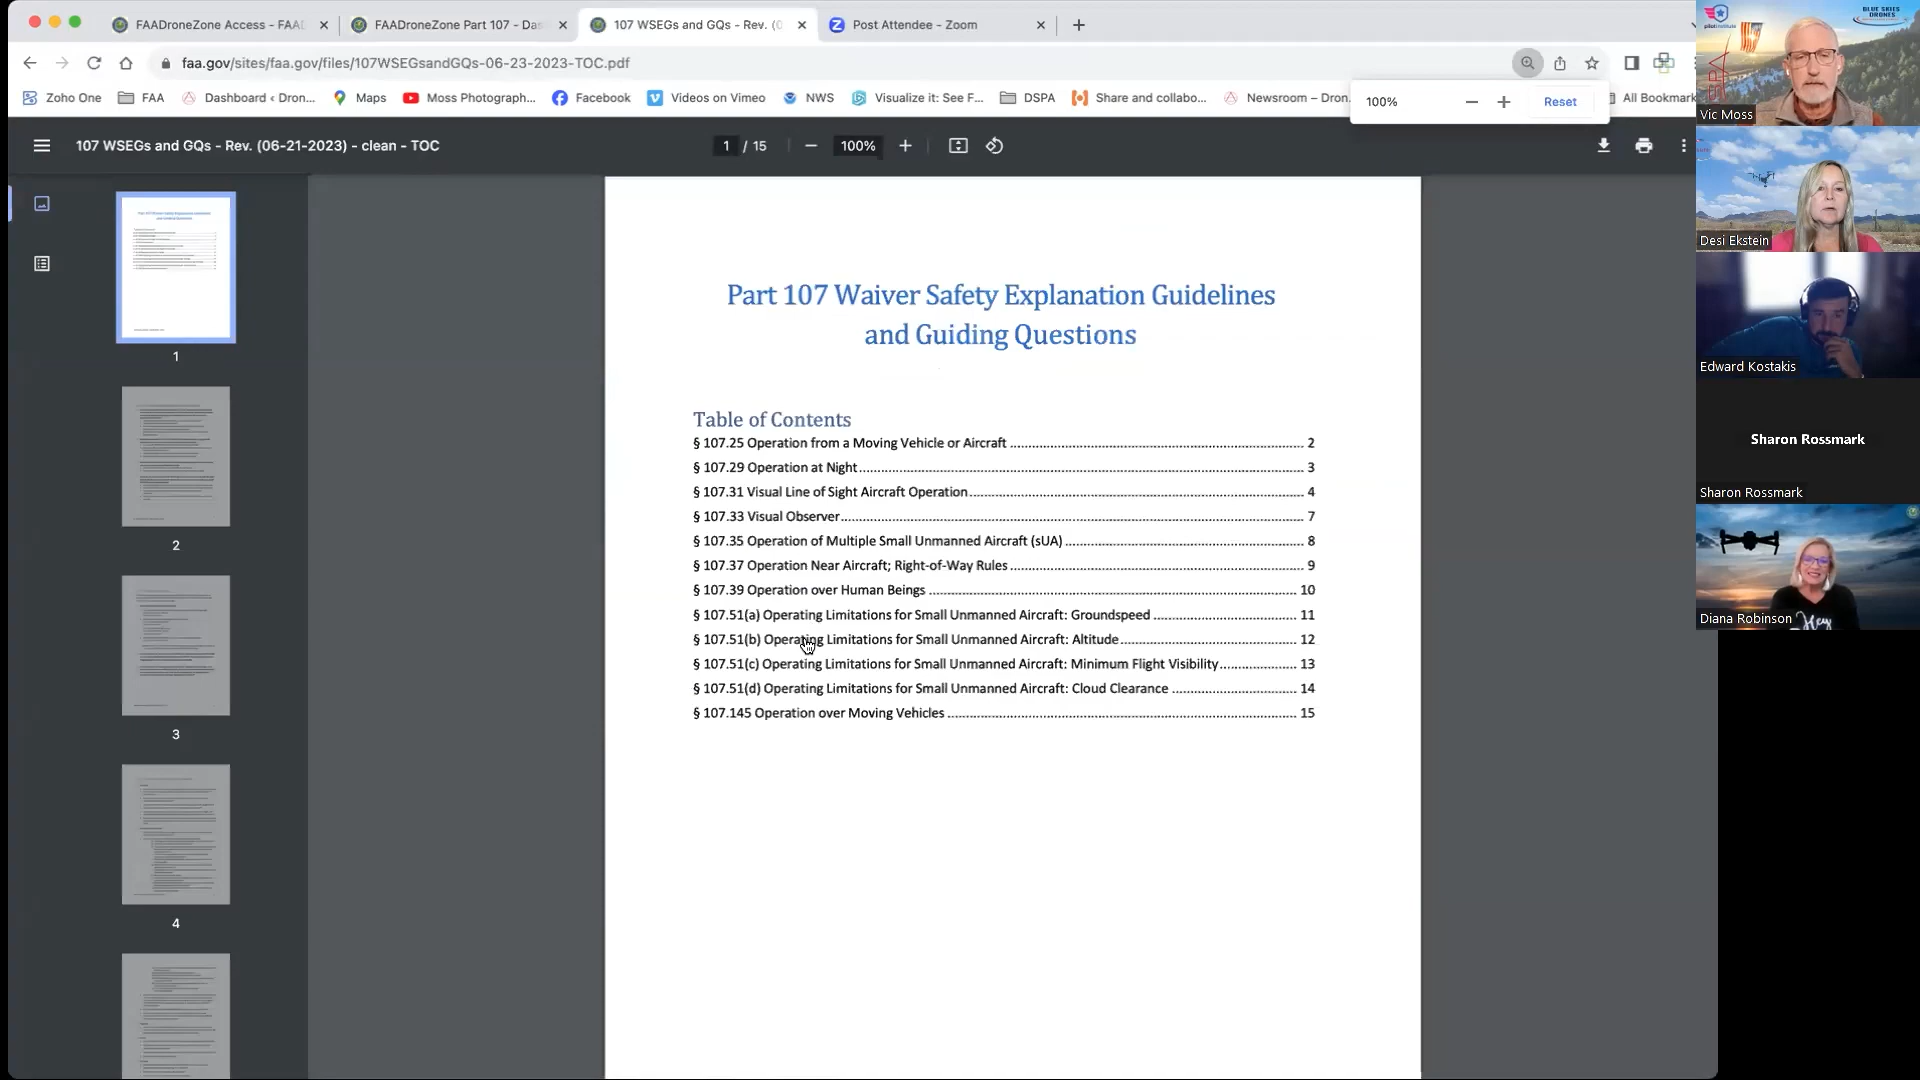 FAADroneZone Access - FAA
FAADroneZone Part 107 - Das
107 WSEGs and GQs - Rev. (0
Post Attendee - Zoom
faa.gov/sites/faa.gov/files/107WSEGsandGQs-06-23-2023-TOC.pdf
Zoho One
FAA
Dashboard ‹ Dron...
Maps
Moss Photograph...
Facebook
Videos on Vimeo
NWS
Visualize it: See F...
DSPA
Share and collabo...
Newsroom – Dron...
All Bookmark
100%
Reset
107 WSEGs and GQs - Rev. (06-21-2023) - clean - TOC
1 / 15
100%
Part 107 Waiver Safety Explanation Guidelines
and Guiding Questions
Table of Contents
§ 107.25 Operation from a Moving Vehicle or Aircraft ........ 2
§ 107.29 Operation at Night ........ 3
§ 107.31 Visual Line of Sight Aircraft Operation ........ 4
§ 107.33 Visual Observer ........ 7
§ 107.35 Operation of Multiple Small Unmanned Aircraft (sUA) ........ 8
§ 107.37 Operation Near Aircraft; Right-of-Way Rules ........ 9
§ 107.39 Operation over Human Beings ........ 10
§ 107.51(a) Operating Limitations for Small Unmanned Aircraft: Groundspeed ........ 11
§ 107.51(b) Operating Limitations for Small Unmanned Aircraft: Altitude ........ 12
§ 107.51(c) Operating Limitations for Small Unmanned Aircraft: Minimum Flight Visibility ........ 13
§ 107.51(d) Operating Limitations for Small Unmanned Aircraft: Cloud Clearance ........ 14
§ 107.145 Operation over Moving Vehicles ........ 15
1
2
3
4
BLUE SKIES
DRONES
Vic Moss
Desi Ekstein
Edward Kostakis
Sharon Rossmark
Sharon Rossmark
Hey
Diana Robinson